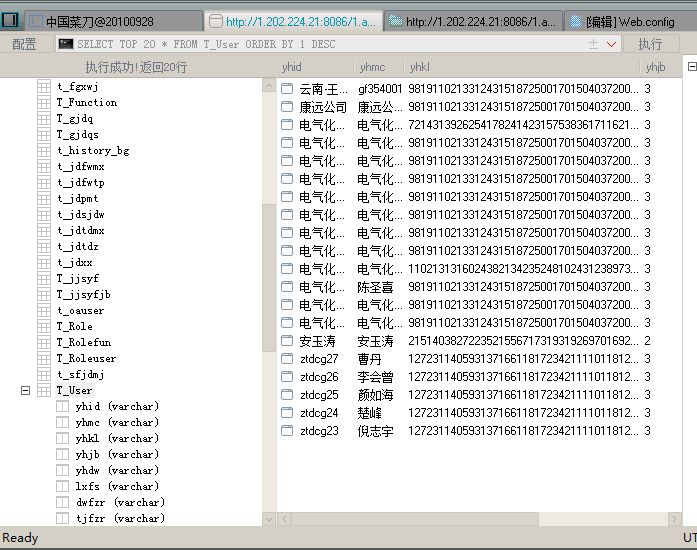 中国菜刀@20100928 http://1.202.224.21:8086/1.a... http://1.202.224.21:8086/1.a... [编辑] Web.config
配置 SELECT TOP 20 * FROM T_User ORDER BY 1 DESC 执行
执行成功!返回20行
t_fgxwj
T_Function
T_gjdq
T_gjdqs
t_history_bg
t_jdfwmx
t_jdfwtp
t_jdpmt
t_jdsjdw
t_jdtdmx
t_jdtdz
t_jdxx
T_jjsyf
T_jjsyfjb
t_oauser
T_Role
T_Rolefun
T_Roleuser
t_sfjdmj
T_User
yhid (varchar)
yhmc (varchar)
yhkl (varchar)
yhjb (varchar)
yhdw (varchar)
lxfs (varchar)
dwfzr (varchar)
tjfzr (varchar)
yhid yhmc yhkl yhjb
云南·王... gf354001 981911021331243151872500170150403720 0... 3
康远公司 康远公... 9819110213312431518725001701504037200... 3
电气化... 电气化... 72143139262541782414231575383617116 21... 3
电气化... 电气化... 9819110213312431518725001701504037200... 3
电气化... 电气化... 9819110213312431518725001701504037200... 3
电气化... 电气化... 9819110213312431518725001701504037200... 3
电气化... 电气化... 9819110213312431518725001701504037200... 3
电气化... 电气化... 9819110213312431518725001701504037200... 3
电气化... 电气化... 9819110213312431518725001701504037200... 3
电气化... 电气化... 9819110213312431518725001701504037200... 3
电气化... 电气化... 1102131316024382134235248102431238973... 3
电气化... 陈圣喜 9819110213312431518725001701504037200... 3
电气化... 电气化... 9819110213312431518725001701504037200... 3
电气化... 电气化... 9819110213312431518725001701504037200... 3
安玉涛 安玉涛 2151403827223521556717319319269701692... 2
ztdcg27 曹丹 1272311405931371661181723421111011812... 3
ztdcg26 李会曾 1272311405931371661181723421111011812... 3
ztdcg25 颜如海 1272311405931371661181723421111011812... 3
ztdcg24 楚峰 1272311405931371661181723421111011812... 3
ztdcg23 倪志宇 1272311405931371661181723421111011812... 3
Ready UT